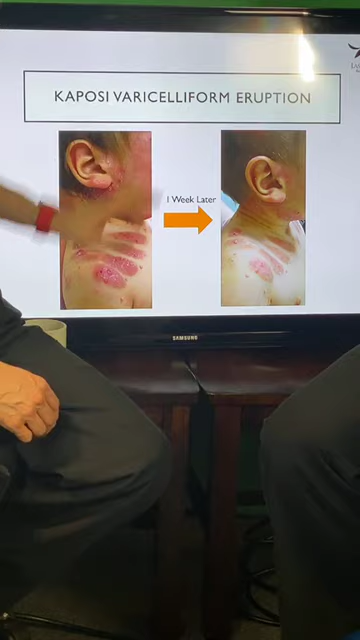 KAPOSI VARICELLIFORM ERUPTION
1 Week Later
SAMSUNG